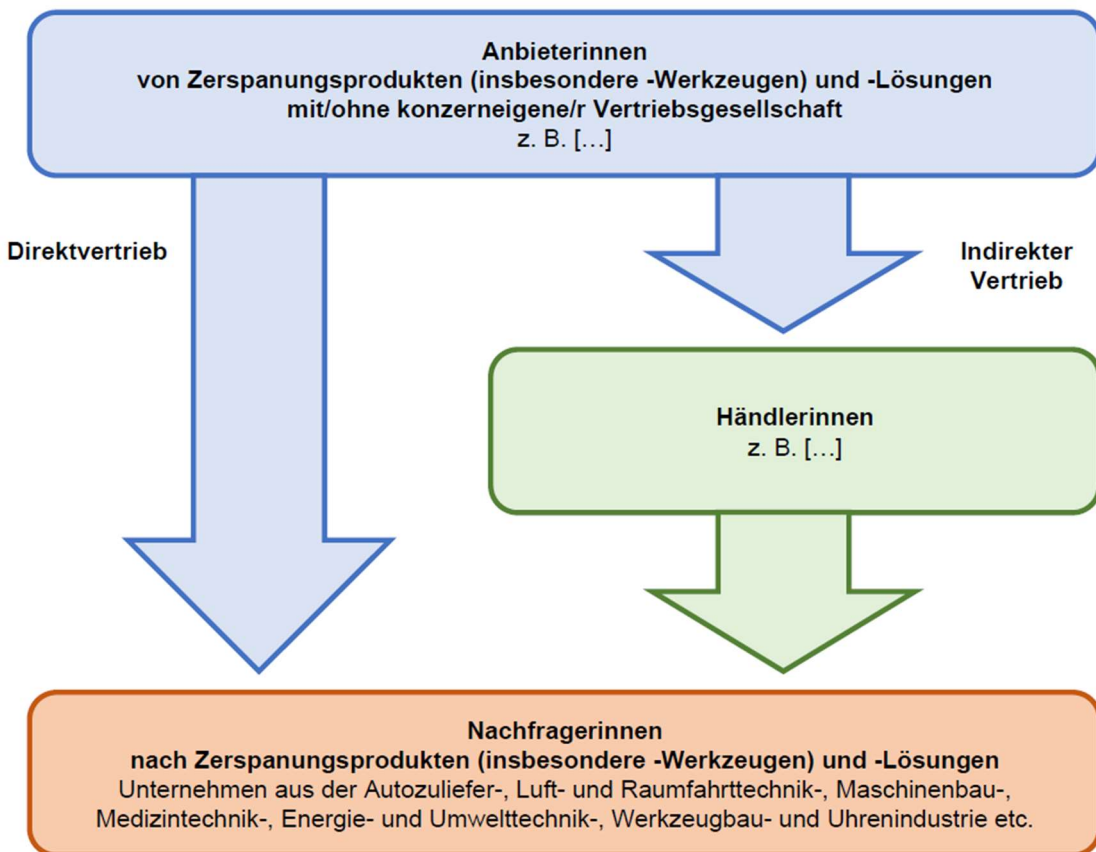 Anbieterinnen
von Zerspanungsprodukten (insbesondere -Werkzeugen) und -Lösungen
mit/ohne konzerneigene/r Vertriebsgesellschaft
z. B. […]
Direktvertrieb
Indirekter
Vertrieb
Händlerinnen
z. B. […]
Nachfragerinnen
nach Zerspanungsprodukten (insbesondere -Werkzeugen) und -Lösungen
Unternehmen aus der Autozuliefer-, Luft- und Raumfahrttechnik-, Maschinenbau-,
Medizintechnik-, Energie- und Umwelttechnik-, Werkzeugbau- und Uhrenindustrie etc.